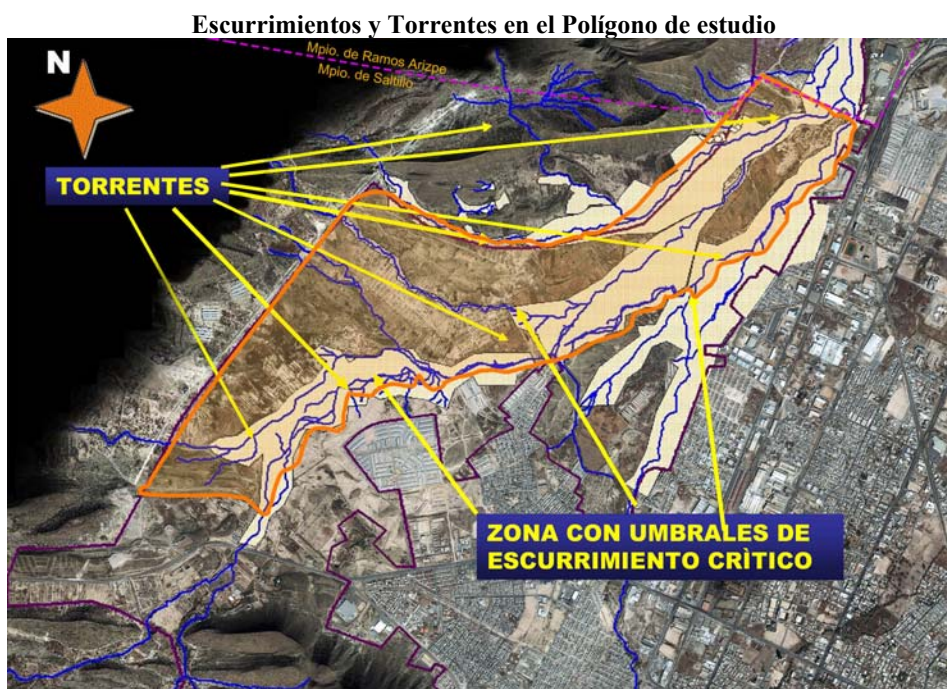 Escurrimientos y Torrentes en el Polígono de estudio
N
Mpio. de Ramos Arizpe
Mpio. de Saltillo
TORRENTES
ZONA CON UMBRALES DE
ESCURRIMIENTO CRÌTICO